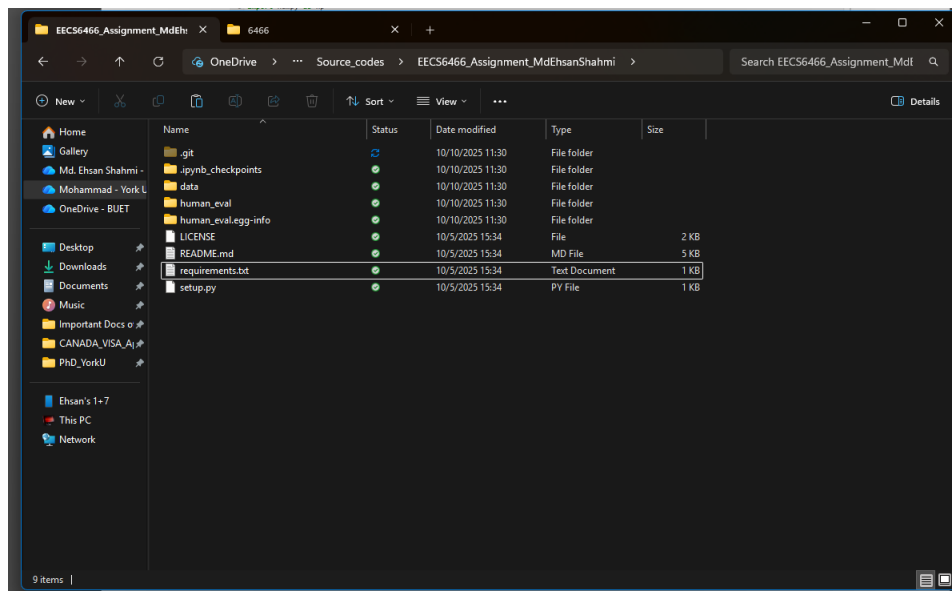 EECS6466_Assignment_MdEhs
6466
OneDrive > ··· Source_codes > EECS6466_Assignment_MdEhsanShahmi >
Search EECS6466_Assignment_MdE
New Sort View ··· Details
Home
Gallery
Md. Ehsan Shahmi -
Mohammad - York U
OneDrive - BUET
Desktop
Downloads
Documents
Music
Important Docs o
CANADA_VISA_A
PhD_YorkU
Ehsan's 1+7
This PC
Network
Name Status Date modified Type Size
.git 10/10/2025 11:30 File folder
.ipynb_checkpoints 10/10/2025 11:30 File folder
data 10/10/2025 11:30 File folder
human_eval 10/10/2025 11:30 File folder
human_eval.egg-info 10/10/2025 11:30 File folder
LICENSE 10/5/2025 15:34 File 2 KB
README.md 10/5/2025 15:34 MD File 5 KB
requirements.txt 10/5/2025 15:34 Text Document 1 KB
setup.py 10/5/2025 15:34 PY File 1 KB
9 items